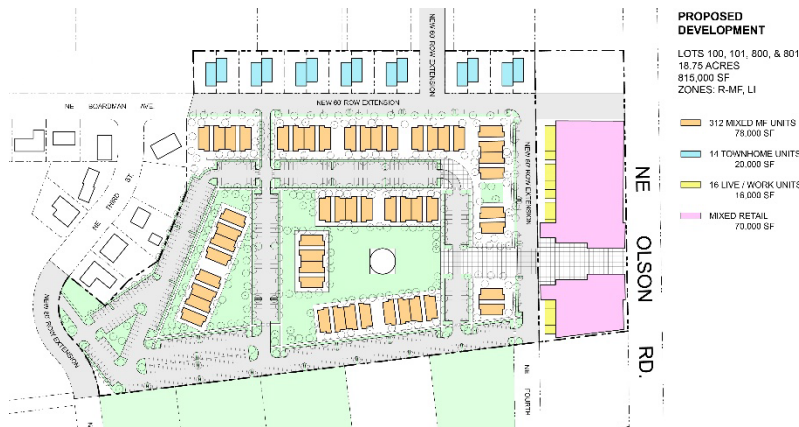 PROPOSED
DEVELOPMENT
LOTS 100, 101, 800, & 801
18.75 ACRES
815,000 SF
ZONES: R-MF, LI
312 MIXED MF UNITS
78,000 SF
14 TOWNHOME UNITS
20,000 SF
16 LIVE / WORK UNITS
16,000 SF
MIXED RETAIL
70,000 SF
NEW 60' ROW EXTENSION
NEW 60' ROW EXTENSION
NE BOARDMAN AVE.
NE THIRD ST.
NEW 60' ROW EXTENSION
NEW 60' ROW EXTENSION
NE FOURTH
NE OLSON RD.